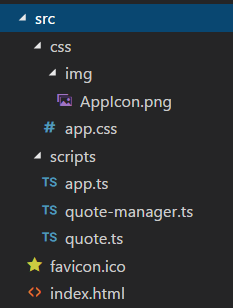 src
css
img
AppIcon.png
# app.css
scripts
TS app.ts
TS quote-manager.ts
TS quote.ts
favicon.ico
<> index.html